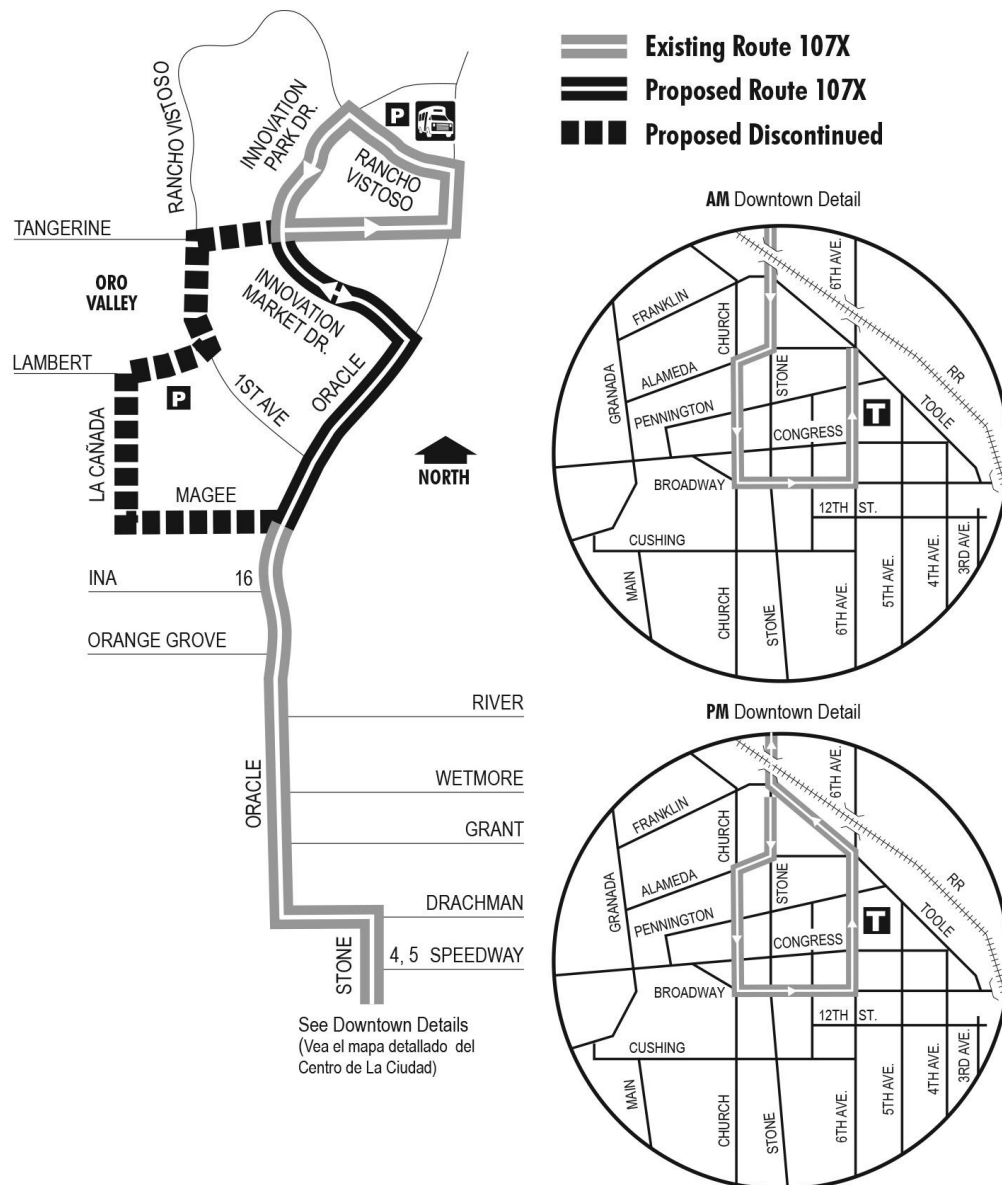 Existing Route 107X
Proposed Route 107X
Proposed Discontinued
RANCHO VISTOSO
INNOVATION
PARK DR.
P
RANCHO
VISTOSO
TANGERINE
ORO
VALLEY
INNOVATION
MARKET DR.
LAMBERT
P
1ST AVE
ORACLE
LA CAÑADA
MAGEE
NORTH
INA
16
ORANGE GROVE
RIVER
ORACLE
WETMORE
GRANT
DRACHMAN
STONE
4, 5 SPEEDWAY
See Downtown Details
(Vea el mapa detallado del
Centro de La Ciudad)
AM Downtown Detail
6TH AVE.
FRANKLIN
CHURCH
STONE
RR
GRANADA
ALAMEDA
PENNINGTON
T
TOOLE
CONGRESS
BROADWAY
12TH ST.
CUSHING
MAIN
CHURCH
STONE
6TH AVE.
5TH AVE.
4TH AVE.
3RD AVE.
PM Downtown Detail
6TH AVE.
FRANKLIN
CHURCH
STONE
RR
GRANADA
ALAMEDA
PENNINGTON
T
TOOLE
CONGRESS
BROADWAY
12TH ST.
CUSHING
MAIN
CHURCH
STONE
6TH AVE.
5TH AVE.
4TH AVE.
3RD AVE.